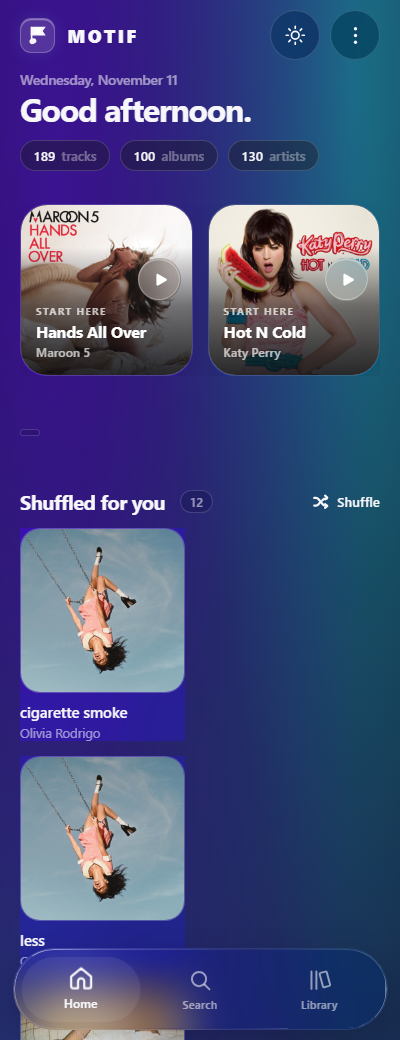 MOTIF
Wednesday, November 11
Good afternoon.
189 tracks
100 albums
130 artists
MAROON 5
HANDS
ALL
OVER
START HERE
Hands All Over
Maroon 5
Katy Perry
HOT N
START HERE
Hot N Cold
Katy Perry
Shuffled for you
12
Shuffle
cigarette smoke
Olivia Rodrigo
less
Home
Search
Library